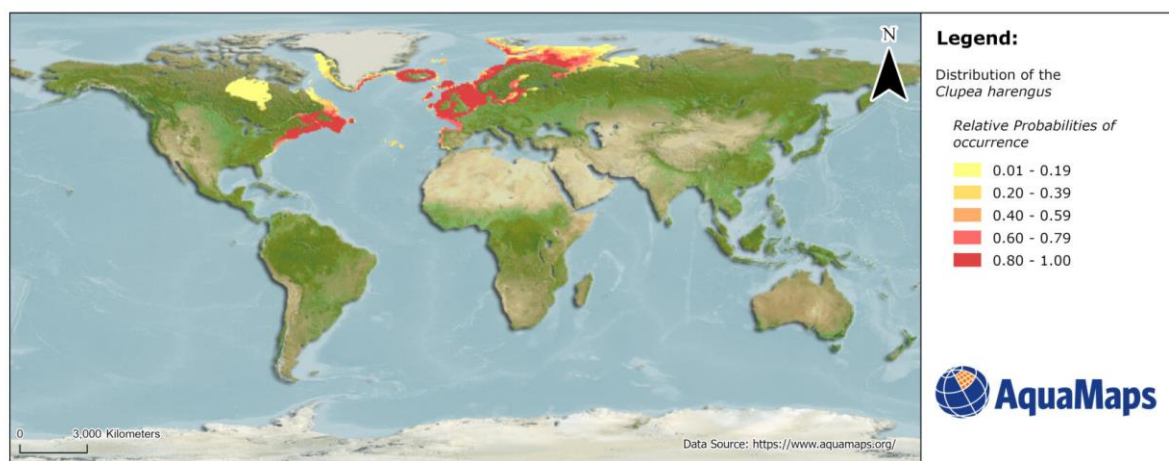 N
0 3,000 Kilometers
Data Source: https://www.aquamaps.org/
Legend:
Distribution of the
Clupea harengus
Relative Probabilities of
occurrence
0.01 - 0.19
0.20 - 0.39
0.40 - 0.59
0.60 - 0.79
0.80 - 1.00
AquaMaps